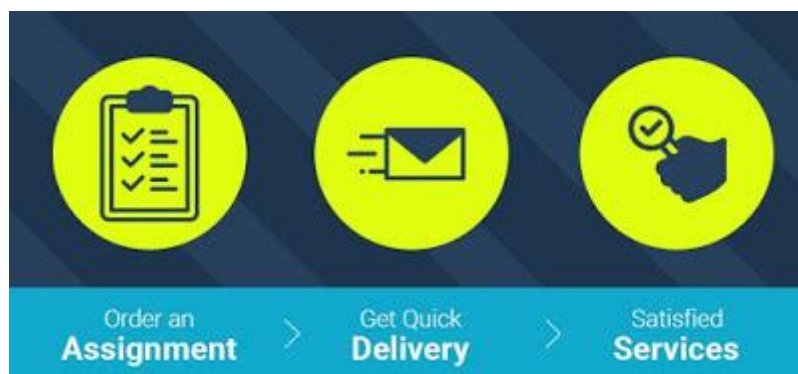 Order an
Assignment
Get Quick
Delivery
Satisfied
Services